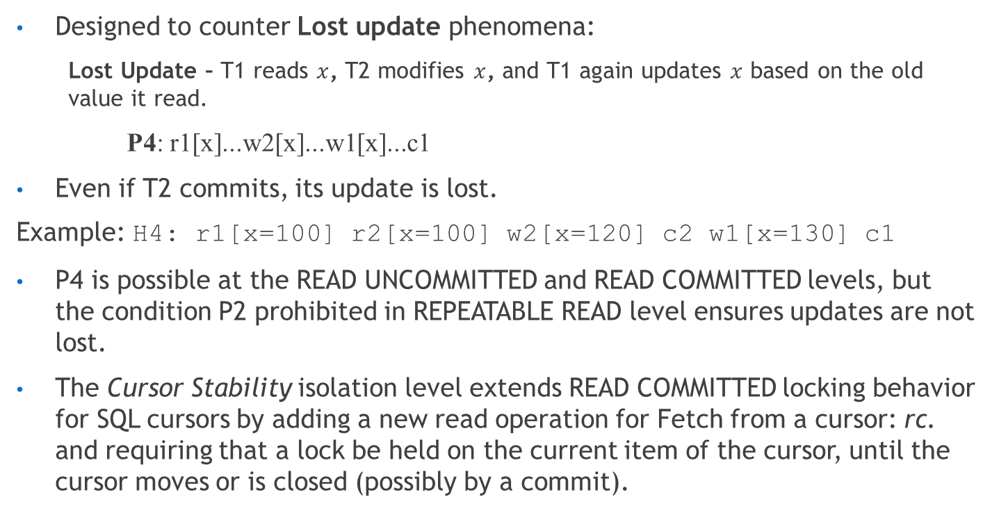 • Designed to counter Lost update phenomena:
Lost Update – T1 reads x, T2 modifies x, and T1 again updates x based on the old
value it read.
P4: r1[x]...w2[x]...w1[x]...c1
• Even if T2 commits, its update is lost.
Example: H4: r1[x=100] r2[x=100] w2[x=120] c2 w1[x=130] c1
• P4 is possible at the READ UNCOMMITTED and READ COMMITTED levels, but
the condition P2 prohibited in REPEATABLE READ level ensures updates are not
lost.
• The Cursor Stability isolation level extends READ COMMITTED locking behavior
for SQL cursors by adding a new read operation for Fetch from a cursor: rc.
and requiring that a lock be held on the current item of the cursor, until the
cursor moves or is closed (possibly by a commit).